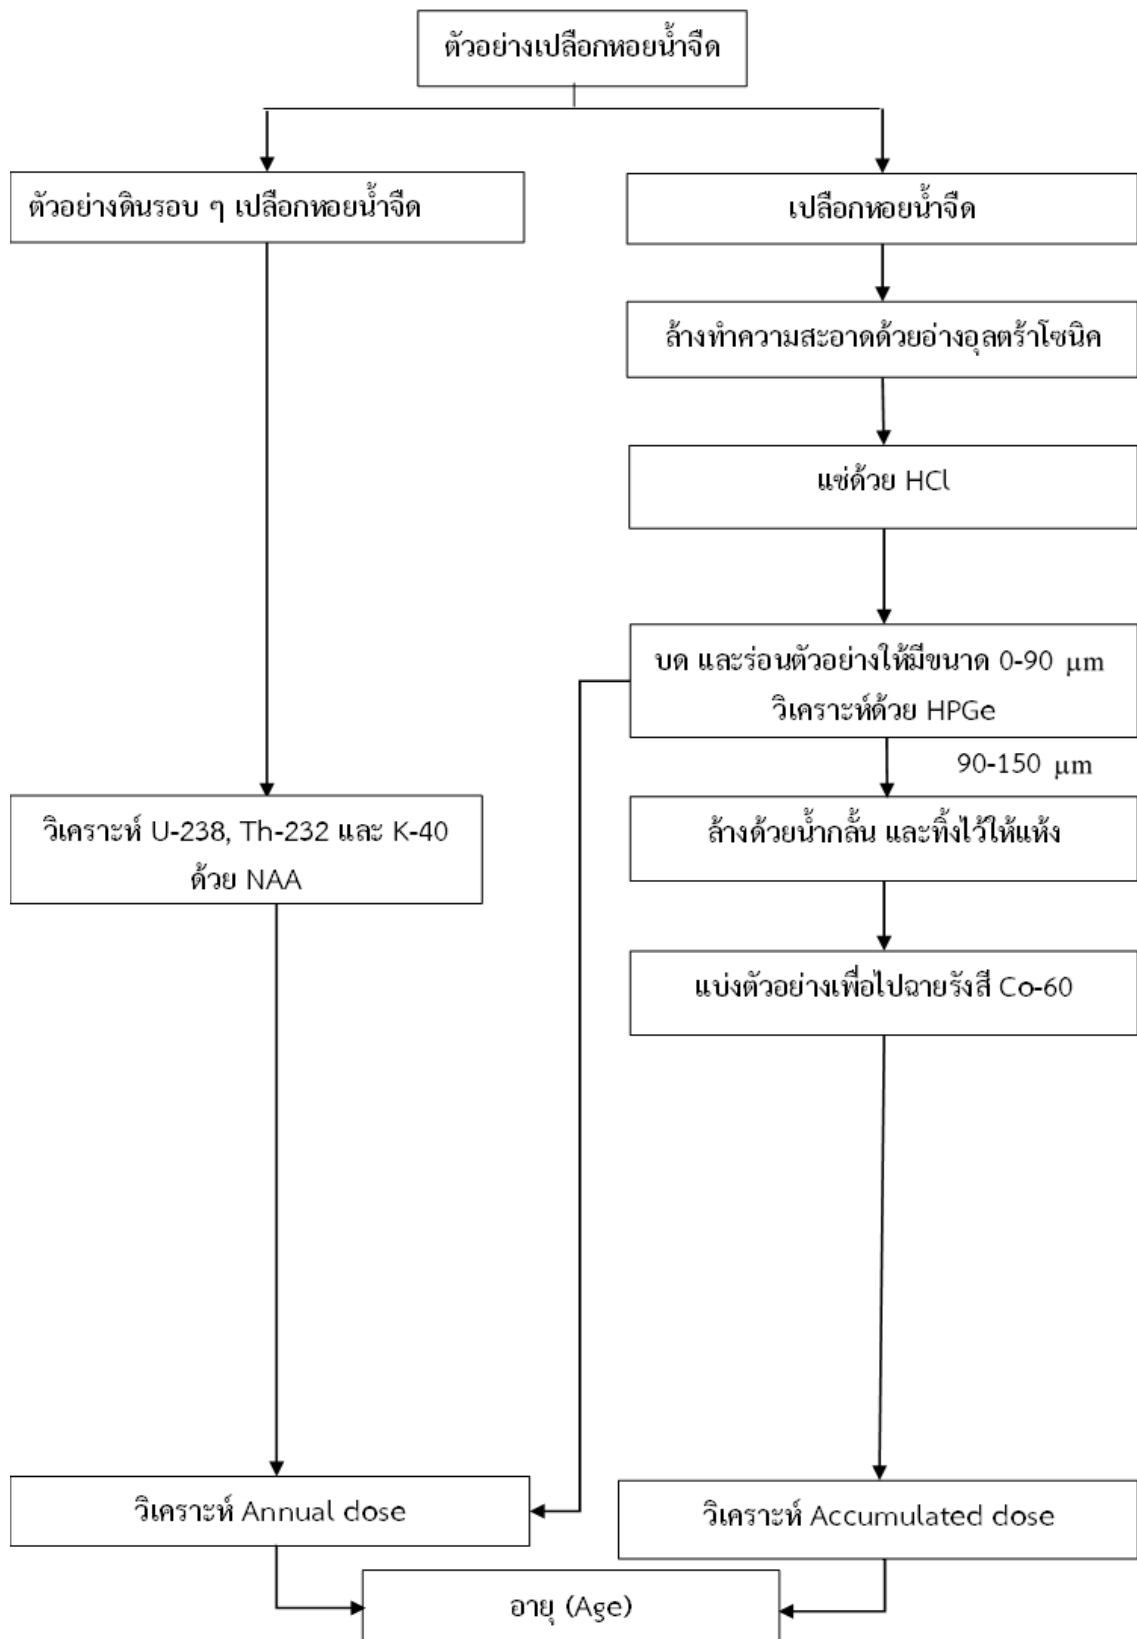 ตัวอย่างเปลือกหอยน้ำจืด
ตัวอย่างดินรอบ ๆ เปลือกหอยน้ำจืด
เปลือกหอยน้ำจืด
ล้างทำความสะอาดด้วยอ่างอุลตร้าโซนิค
แช่ด้วย HCl
บด และร่อนตัวอย่างให้มีขนาด 0-90 μm
วิเคราะห์ด้วย HPGe
90-150 μm
วิเคราะห์ U-238, Th-232 และ K-40
ด้วย NAA
ล้างด้วยน้ำกลั้น และทิ้งไว้ให้แห้ง
แบ่งตัวอย่างเพื่อไปฉายรังสี Co-60
วิเคราะห์ Annual dose
วิเคราะห์ Accumulated dose
อายุ (Age)